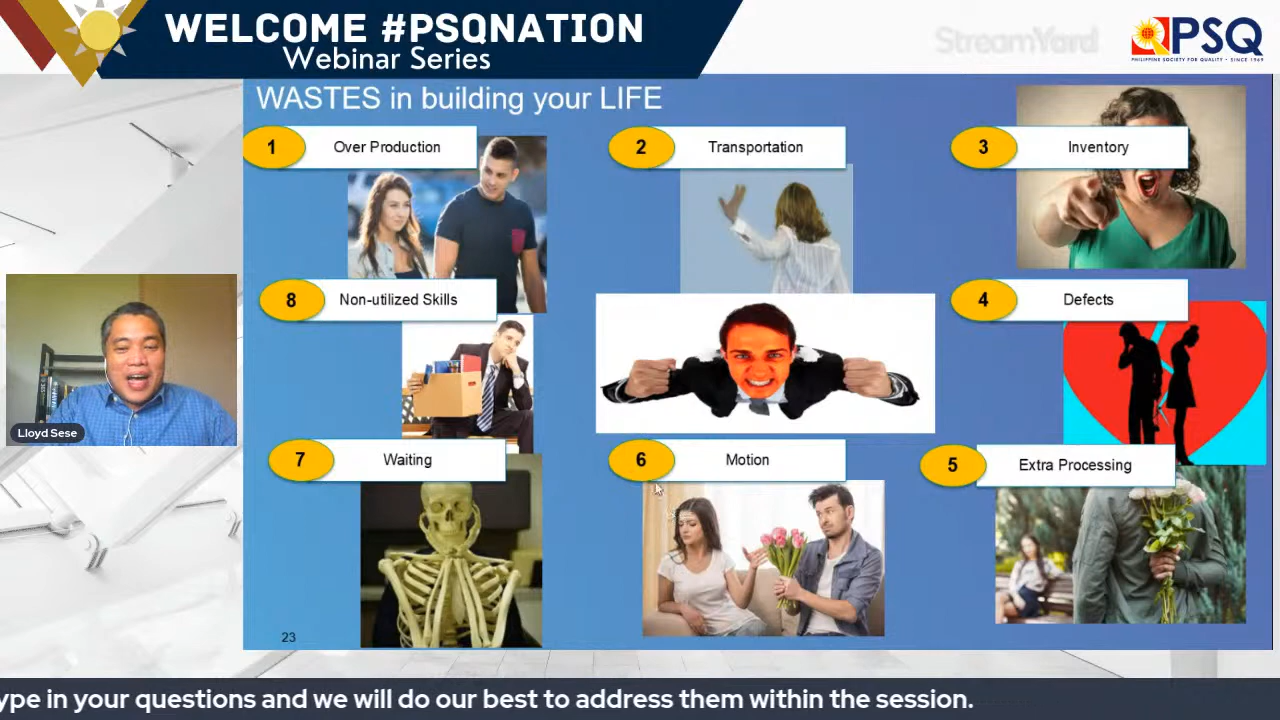 WELCOME #PSQNATION
Webinar Series
StreamYard
PSQ
PHILIPPINE SOCIETY FOR QUALITY • SINCE 1969
WASTES in building your LIFE
1 Over Production
2 Transportation
3 Inventory
8 Non-utilized Skills
4 Defects
7 Waiting
6 Motion
5 Extra Processing
Lloyd Sese
23
ype in your questions and we will do our best to address them within the session.